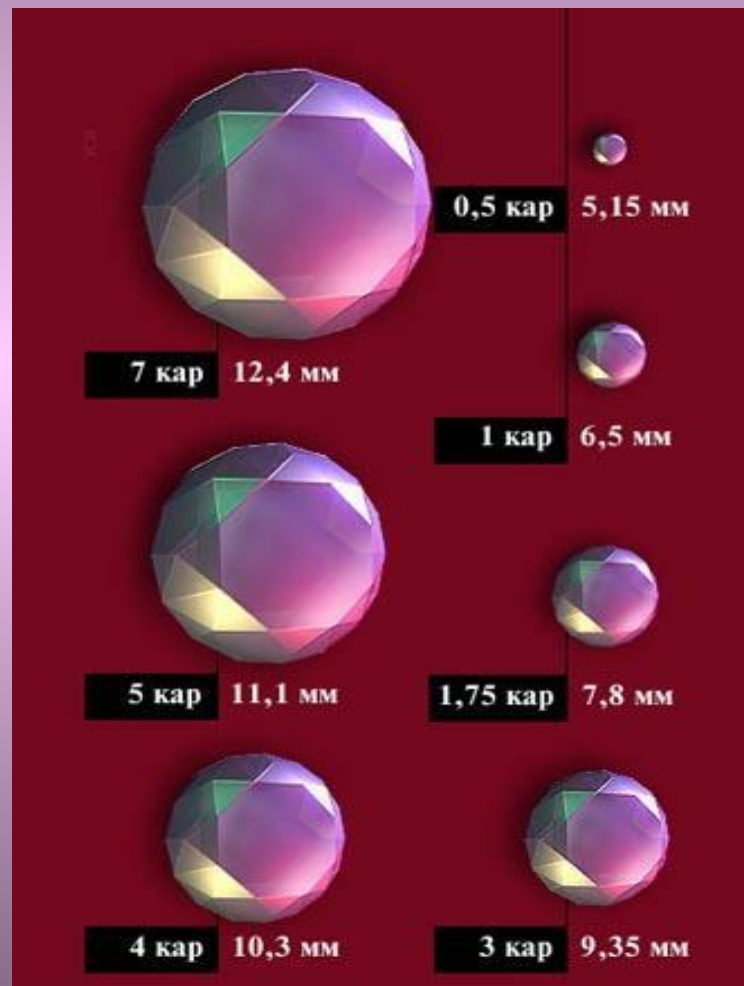 0,5 кар 5,15 мм
7 кар 12,4 мм
1 кар 6,5 мм
5 кар 11,1 мм
1,75 кар 7,8 мм
4 кар 10,3 мм
3 кар 9,35 мм